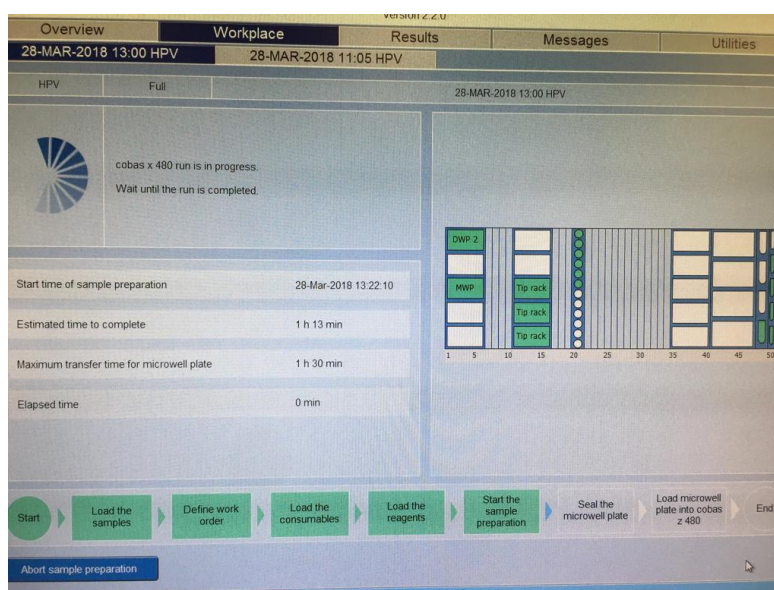 Version 2.2.0
Overview Workplace Results Messages Utilities
28-MAR-2018 13:00 HPV 28-MAR-2018 11:05 HPV
HPV Full 28-MAR-2018 13:00 HPV
cobas x 480 run is in progress.
Wait until the run is completed.
DWP 2
MWP Tip rack
Tip rack
Tip rack
1 5 10 15 20 25 30 35 40 45 50
Start time of sample preparation 28-Mar-2018 13:22:10
Estimated time to complete 1 h 13 min
Maximum transfer time for microwell plate 1 h 30 min
Elapsed time 0 min
Start
Load the
samples
Define work
order
Load the
consumables
Load the
reagents
Start the
sample
preparation
Seal the
microwell plate
Load microwell
plate into cobas
z 480
End
Abort sample preparation